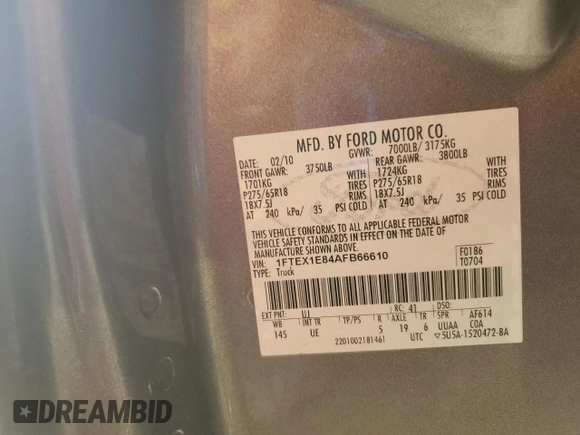 MFD. BY FORD MOTOR CO.
02/10 GVWR: 7000LB/ 3175KG
FRONT GAWR: 3750LB REAR GAWR: 3800LB
1701KG WITH 1724KG WITH
P275/65R18 TIRES P275/65R18 TIRES
18X7.5J RIMS 18X7.5J RIMS
AT 240 kPa/ 35 PSI COLD AT 240 kPa/ 35 PSI COLD
THIS VEHICLE CONFORMS TO ALL APPLICABLE FEDERAL MOTOR
VEHICLE SAFETY STANDARDS IN EFFECT ON THE DATE OF
MANUFACTURE SHOWN ABOVE.
VIN: 1FTEX1E84AFB66610 F0186
TYPE: Truck T0704
EXT PNT: UJ RC: 41 DSO:
WB INT TR TP/PS R AXLE TR SPR AF614
145 UE 5 19 6 UUAA COA
2201002181461 UTC ▽5U5A-1520472-BA
DREAMBID